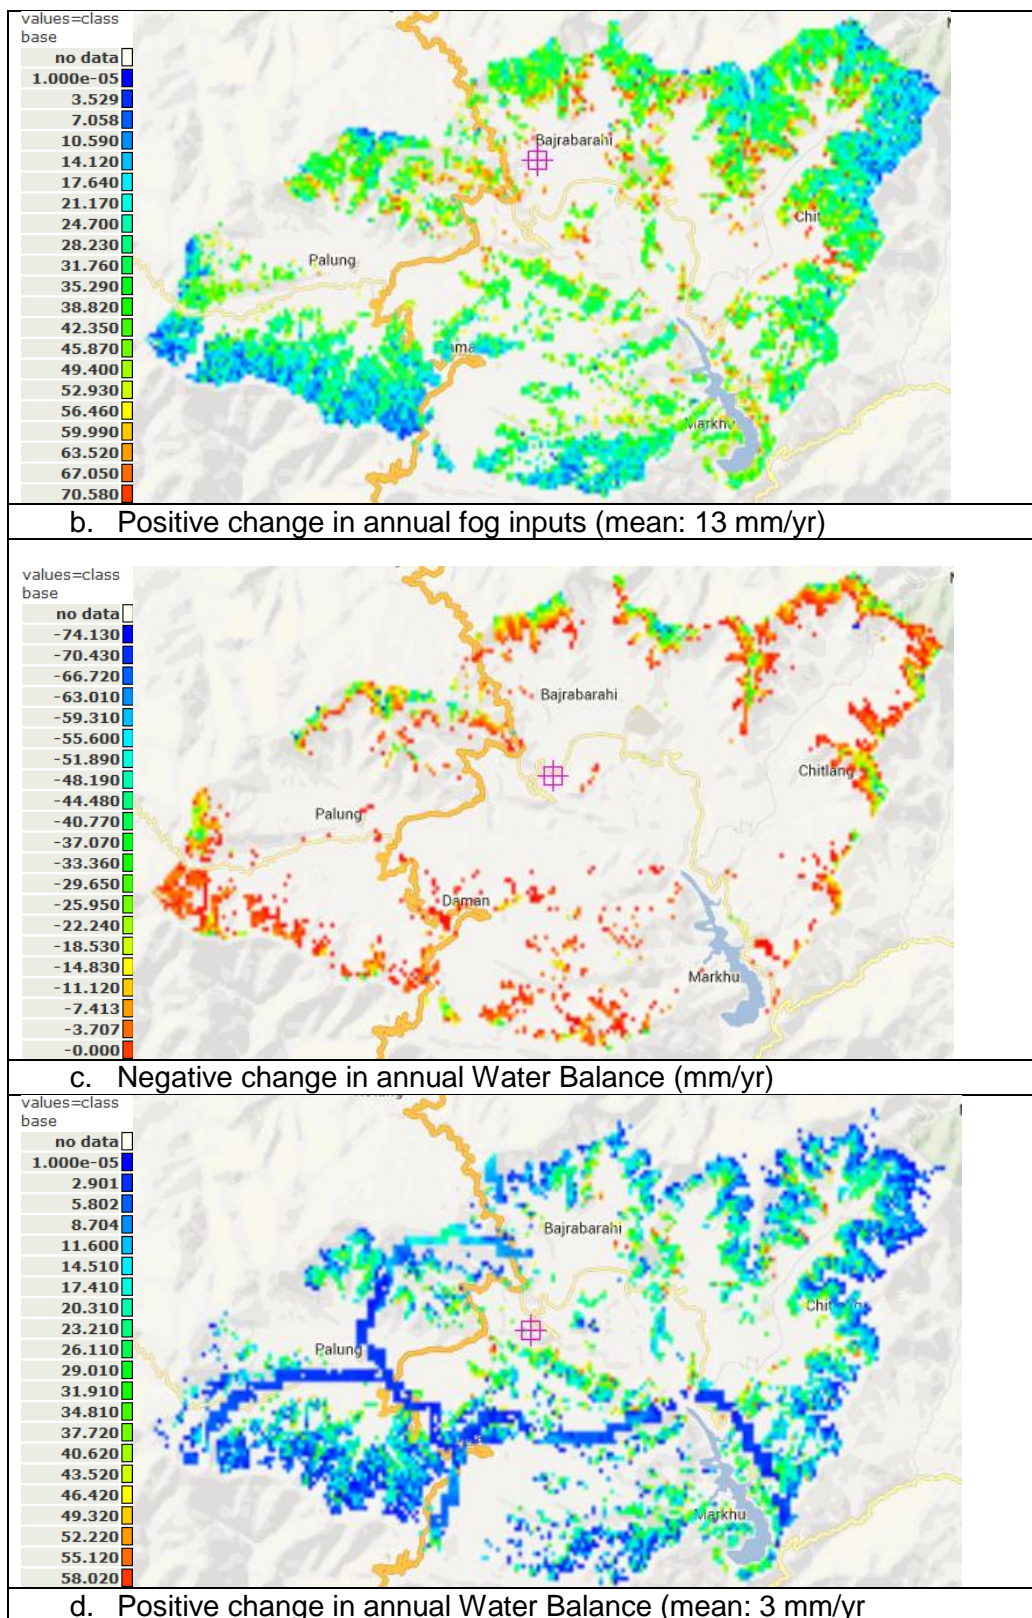 values=class
base
no data
1.000e-05
3.529
7.058
10.590
14.120
17.640
21.170
24.700
28.230
31.760
35.290
38.820
42.350
45.870
49.400
52.930
56.460
59.990
63.520
67.050
70.580
Bajrabarahi
Chit
Palung
Dama
Markhu
b. Positive change in annual fog inputs (mean: 13 mm/yr)
values=class
base
no data
-74.130
-70.430
-66.720
-63.010
-59.310
-55.600
-51.890
-48.190
-44.480
-40.770
-37.070
-33.360
-29.650
-25.950
-22.240
-18.530
-14.830
-11.120
-7.413
-3.707
-0.000
Bajrabarahi
Chitlang
Palung
Daman
Markhu
c. Negative change in annual Water Balance (mm/yr)
values=class
base
no data
1.000e-05
2.901
5.802
8.704
11.600
14.510
17.410
20.310
23.210
26.110
29.010
31.910
34.810
37.720
40.620
43.520
46.420
49.320
52.220
55.120
58.020
Bajrabarahi
Chit
Palung
Markhu
d. Positive change in annual Water Balance (mean: 3 mm/yr